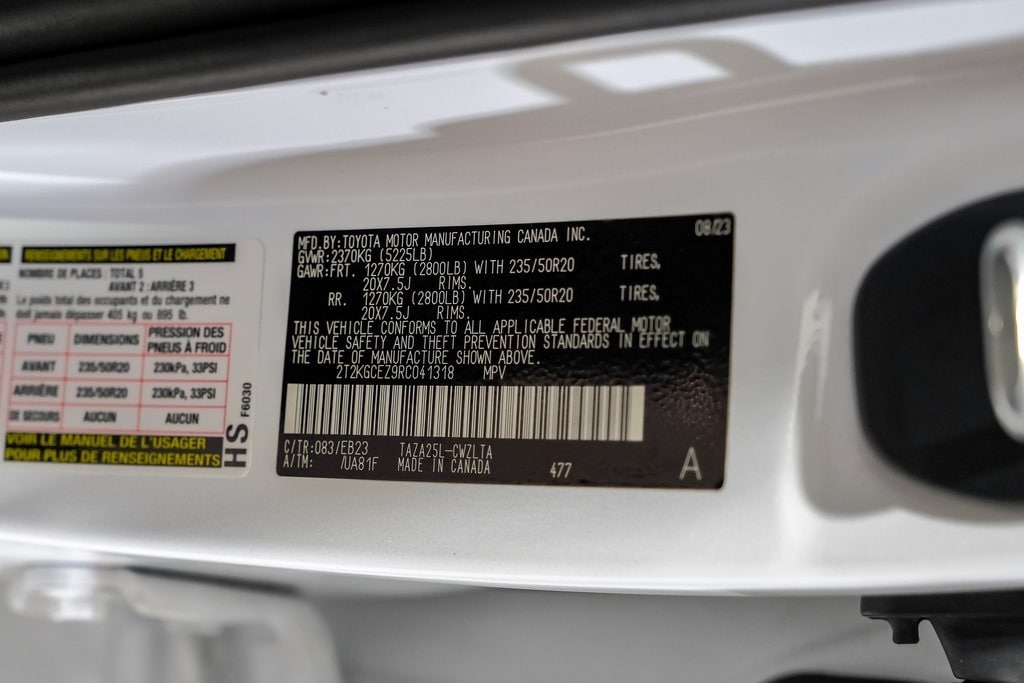 RENSEIGNEMENTS SUR LES PNEUS ET LE CHARGEMENT
NOMBRE DE PLACES: TOTAL 5
AVANT 2: ARRIÈRE 3
Le poids total des occupants et du chargement ne
doit jamais dépasser 405 kg ou 895 lb.
PNEU DIMENSIONS PRESSION DES PNEUS À FROID
AVANT 235/50R20 230kPa, 33PSI
ARRIÈRE 235/50R20 230kPa, 33PSI
DE SECOURS AUCUN AUCUN
VOIR LE MANUEL DE L'USAGER
POUR PLUS DE RENSEIGNEMENTS
HS F6030
08/23
MFD.BY:TOYOTA MOTOR MANUFACTURING CANADA INC.
GVWR:2370KG (5225LB)
GAWR:FRT. 1270KG (2800LB) WITH 235/50R20 TIRES,
20X7.5J RIMS.
RR. 1270KG (2800LB) WITH 235/50R20 TIRES,
20X7.5J RIMS.
THIS VEHICLE CONFORMS TO ALL APPLICABLE FEDERAL MOTOR
VEHICLE SAFETY AND THEFT PREVENTION STANDARDS IN EFFECT ON
THE DATE OF MANUFACTURE SHOWN ABOVE.
2T2KGCEZ9RC041318 MPV
C/TR:083/EB23 TAZA25L-CWZLTA
A/TM: /UA81F MADE IN CANADA 477 A